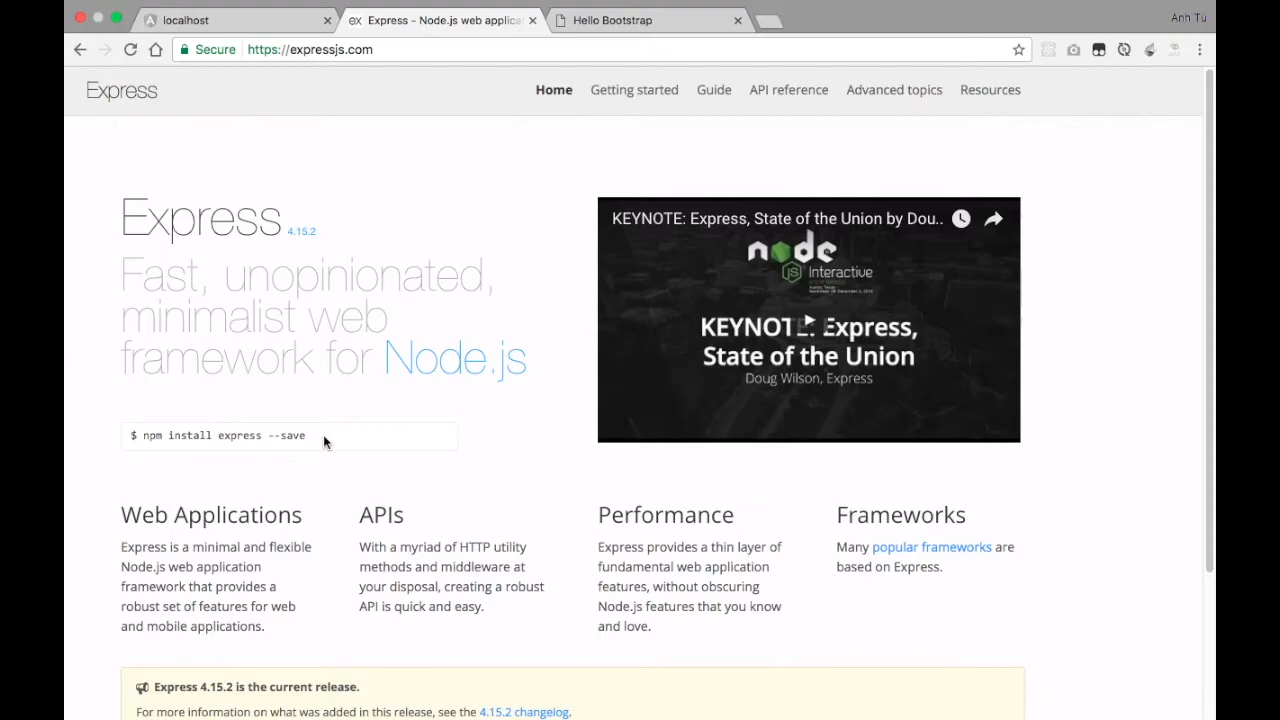 localhost
Express - Node.js web applica
Hello Bootstrap
Anh Tú
Secure
https://expressjs.com
Express
Home
Getting started
Guide
API reference
Advanced topics
Resources
Express 4.15.2
Fast, unopinionated,
minimalist web
framework for Node.js
$ npm install express --save
KEYNOTE: Express, State of the Union by Dou..
node
JS Interactive
KEYNOTE: Express,
State of the Union
Doug Wilson, Express
Web Applications
Express is a minimal and flexible
Node.js web application
framework that provides a
robust set of features for web
and mobile applications.
APIs
With a myriad of HTTP utility
methods and middleware at
your disposal, creating a robust
API is quick and easy.
Performance
Express provides a thin layer of
fundamental web application
features, without obscuring
Node.js features that you know
and love.
Frameworks
Many popular frameworks are
based on Express.
Express 4.15.2 is the current release.
For more information on what was added in this release, see the 4.15.2 changelog.